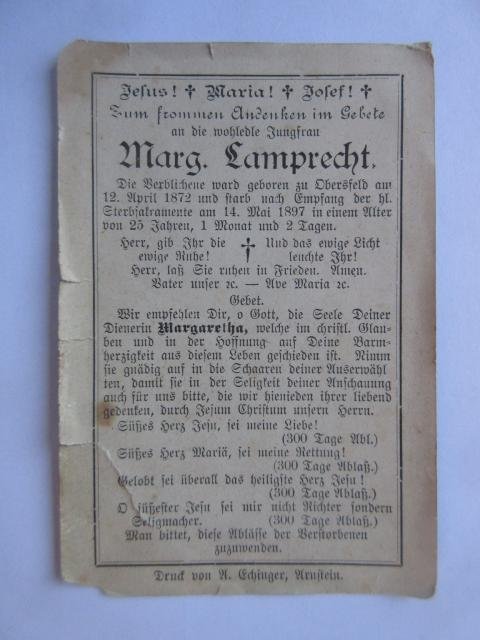 Jesus! ✝ Maria! ✝ Josef! ✝
Zum frommen Andenken im Gebete
an die wohledle Jungfrau
Marg. Lamprecht.
Die Verblichene ward geboren zu Obersfeld am
12. April 1872 und starb nach Empfang der hl.
Sterbsakramente am 14. Mai 1897 in einem Alter
von 25 Jahren, 1 Monat und 2 Tagen.
Herr, gib Ihr die ✝ Und das ewige Licht
ewige Ruhe! leuchte Ihr!
Herr, laß Sie ruhen in Frieden. Amen.
Vater unser ꝛc. — Ave Maria ꝛc.
Gebet.
Wir empfehlen Dir, o Gott, die Seele Deiner
Dienerin Margaretha, welche im christl. Glau-
ben und in der Hoffnung auf Deine Barm-
herzigkeit aus diesem Leben geschieden ist. Nimm
sie gnädig auf in die Schaaren deiner Auserwähl
ten, damit sie in der Seligkeit deiner Anschauung
auch für uns bitte, die wir hienieden ihrer liebend
gedenken, durch Jesum Christum unsern Herrn.
Süßes Herz Jesu, sei meine Liebe!
(300 Tage Abl.)
Süßes Herz Mariä, sei meine Rettung!
(300 Tage Ablaß.)
Gelobt sei überall das heiligste Herz Jesu!
(300 Tage Ablaß.)
O süßester Jesu sei mir nicht Richter sondern
Seligmacher. (300 Tage Ablaß.)
Man bittet, diese Ablässe der Verstorbenen
zuzuwenden.
Druck von A. Echinger, Arnstein.